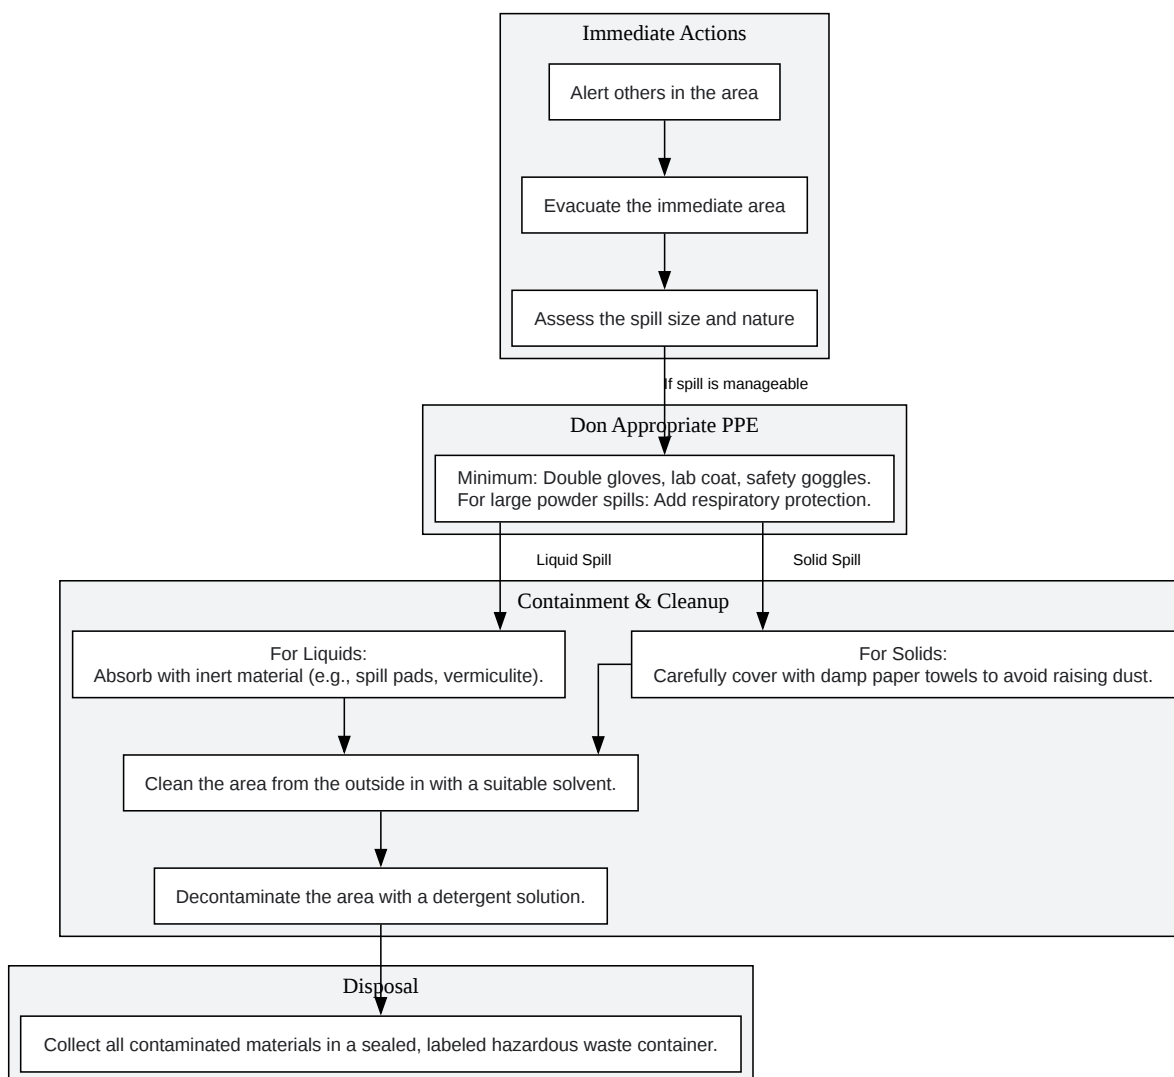 Immediate Actions
Alert others in the area
Evacuate the immediate area
Assess the spill size and nature
If spill is manageable
Don Appropriate PPE
Minimum: Double gloves, lab coat, safety goggles.
For large powder spills: Add respiratory protection.
Liquid Spill
Solid Spill
Containment & Cleanup
For Liquids:
Absorb with inert material (e.g., spill pads, vermiculite).
For Solids:
Carefully cover with damp paper towels to avoid raising dust.
Clean the area from the outside in with a suitable solvent.
Decontaminate the area with a detergent solution.
Disposal
Collect all contaminated materials in a sealed, labeled hazardous waste container.